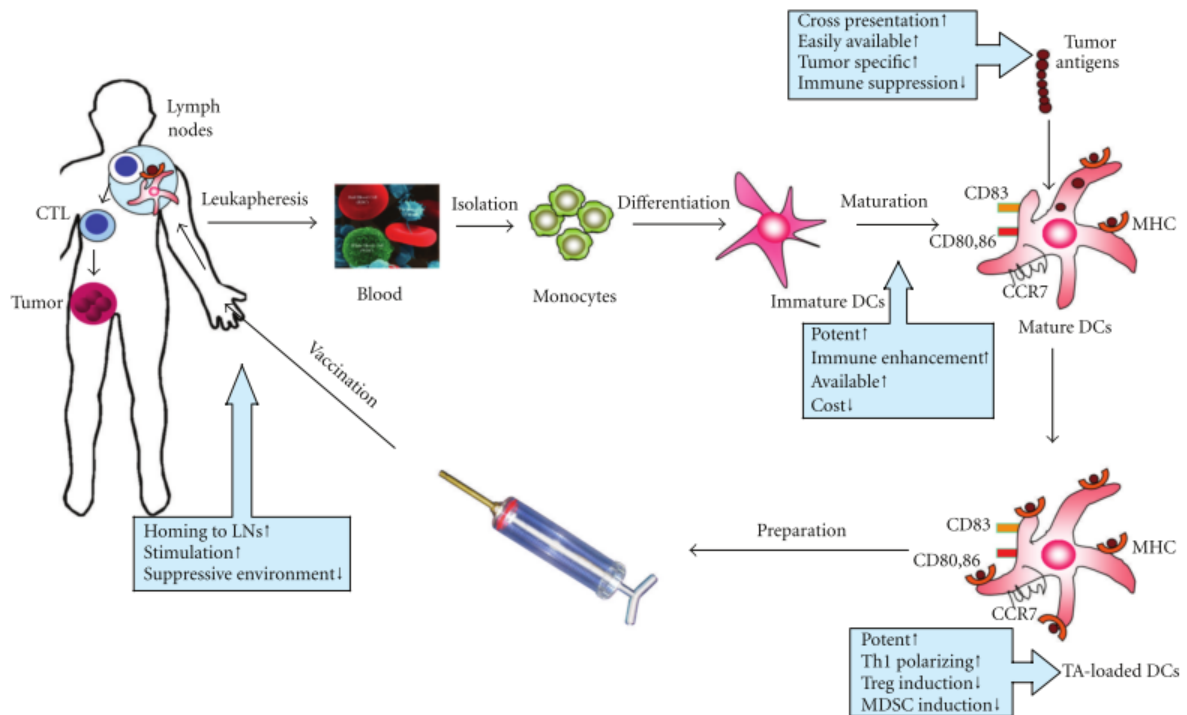 Cross presentation↑
Easily available↑
Tumor specific↑
Immune suppression↓
Tumor
antigens
Lymph
nodes
CTL
Tumor
Leukapheresis
Blood
Isolation
Monocytes
Differentiation
Immature DCs
Maturation
CD83
CD80,86
MHC
CCR7
Mature DCs
Potent↑
Immune enhancement↑
Available↑
Cost↓
Vaccination
Homing to LNs↑
Stimulation↑
Suppressive environment↓
Preparation
CD83
CD80,86
MHC
CCR7
Potent↑
Th1 polarizing↑
Treg induction↓
MDSC induction↓
TA-loaded DCs